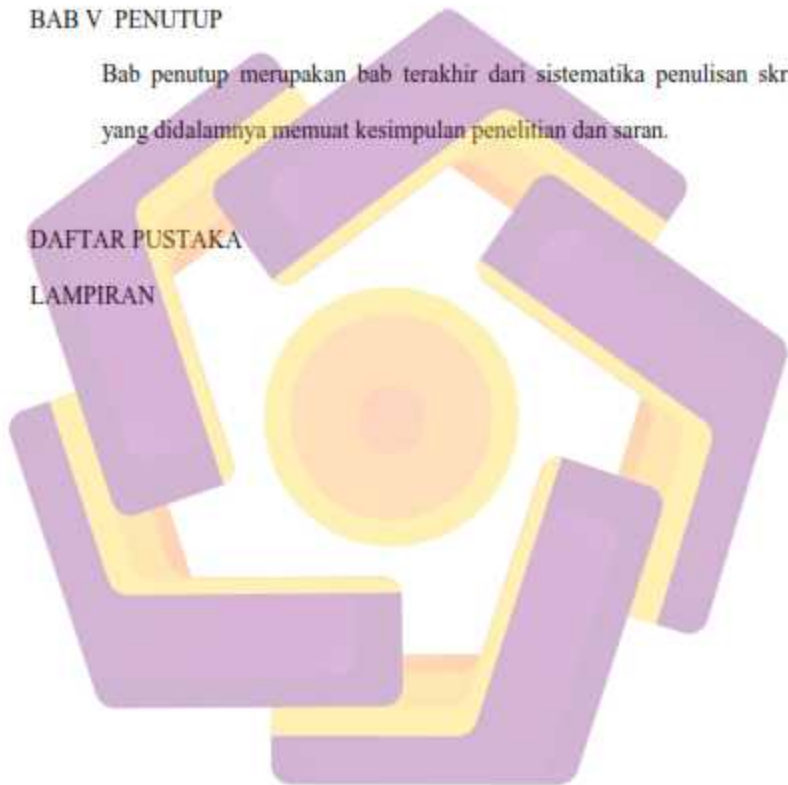 BAB V PENUTUP
Bab penutup merupakan bab terakhir dari sistematika penulisan skr
yang didalamnya memuat kesimpulan penelitian dan saran.
DAFTAR PUSTAKA
LAMPIRAN